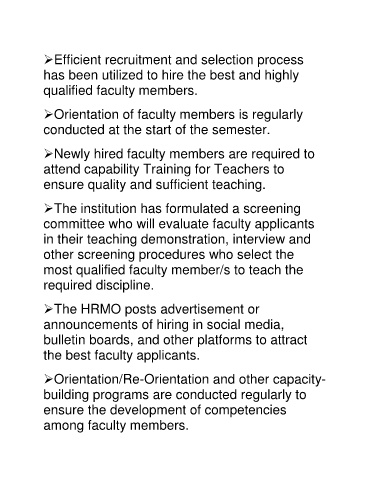 ➢Efficient recruitment and selection process
has been utilized to hire the best and highly
qualified faculty members.
➢Orientation of faculty members is regularly
conducted at the start of the semester.
➢Newly hired faculty members are required to
attend capability Training for Teachers to
ensure quality and sufficient teaching.
➢The institution has formulated a screening
committee who will evaluate faculty applicants
in their teaching demonstration, interview and
other screening procedures who select the
most qualified faculty member/s to teach the
required discipline.
➢The HRMO posts advertisement or
announcements of hiring in social media,
bulletin boards, and other platforms to attract
the best faculty applicants.
➢Orientation/Re-Orientation and other capacity-
building programs are conducted regularly to
ensure the development of competencies
among faculty members.